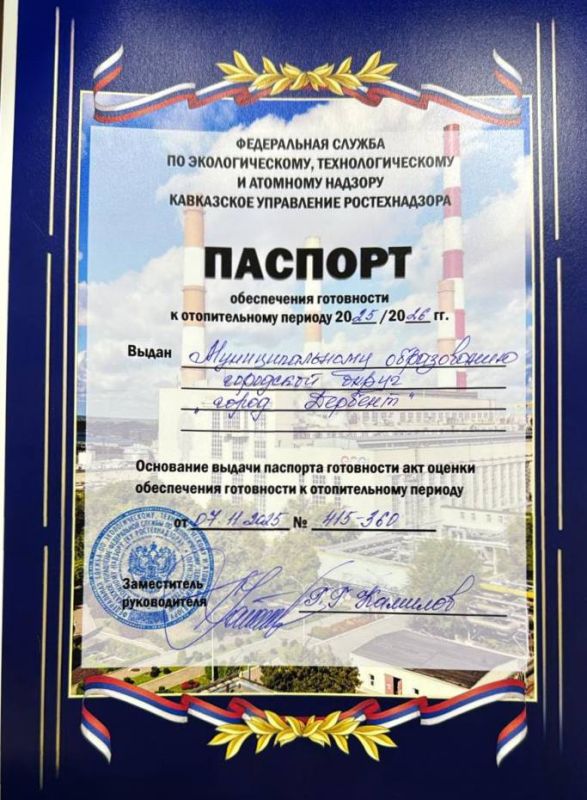 ФЕДЕРАЛЬНАЯ СЛУЖБА
ПО ЭКОЛОГИЧЕСКОМУ, ТЕХНОЛОГИЧЕСКОМУ
И АТОМНОМУ НАДЗОРУ
КАВКАЗСКОЕ УПРАВЛЕНИЕ РОСТЕХНАДЗОРА
ПАСПОРТ
обеспечения готовности
к отопительному периоду 2025/2026 гг.
Выдан Муниципальному образованию
городской округ
"город Дербент"
Основание выдачи паспорта готовности акт оценки
обеспечения готовности к отопительному периоду
от 07.11.2025 № 415-360
Заместитель
руководителя Г.Г Камилов